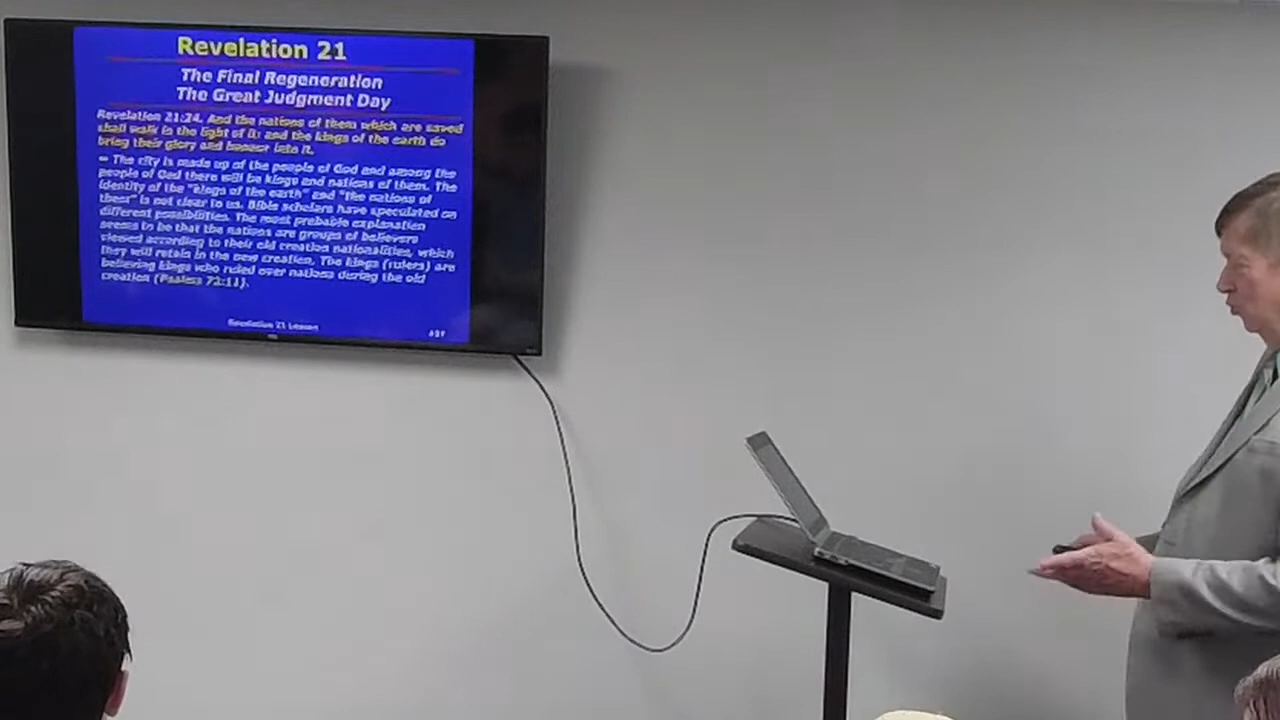 Revelation 21
The Final Regeneration
The Great Judgment Day
Revelation 21:24. And the nations of them which are saved
shall walk in the light of it: and the kings of the earth do
bring their glory and honour into it.
– The city is made up of the people of God and among the
people of God there will be kings and nations of them. The
identity of the "kings of the earth" and "the nations of
them" is not clear to us. Bible scholars have speculated on
different possibilities. The most probable explanation
seems to be that the nations are groups of believers
viewed according to their old creation nationalities, which
they will retain in the new creation. The kings (rulers) are
believing kings who ruled over nations during the old
creation (Psalms 72:11).
Revelation 21 Lesson